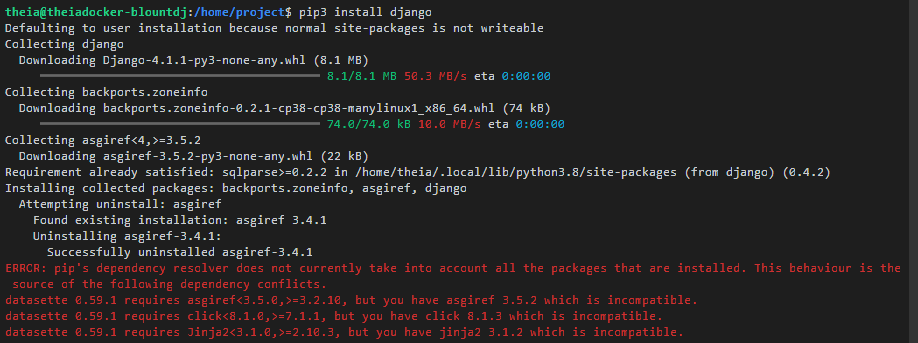 theia@theiadocker-blountdj:/home/project$ pip3 install django
Defaulting to user installation because normal site-packages is not writeable
Collecting django
Downloading Django-4.1.1-py3-none-any.whl (8.1 MB)
8.1/8.1 MB 50.3 MB/s eta 0:00:00
Collecting backports.zoneinfo
Downloading backports.zoneinfo-0.2.1-cp38-cp38-manylinux1_x86_64.whl (74 kB)
74.0/74.0 kB 10.0 MB/s eta 0:00:00
Collecting asgiref<4,>=3.5.2
Downloading asgiref-3.5.2-py3-none-any.whl (22 kB)
Requirement already satisfied: sqlparse>=0.2.2 in /home/theia/.local/lib/python3.8/site-packages (from django) (0.4.2)
Installing collected packages: backports.zoneinfo, asgiref, django
Attempting uninstall: asgiref
Found existing installation: asgiref 3.4.1
Uninstalling asgiref-3.4.1:
Successfully uninstalled asgiref-3.4.1
ERROR: pip's dependency resolver does not currently take into account all the packages that are installed. This behaviour is the
source of the following dependency conflicts.
datasette 0.59.1 requires asgiref<3.5.0,>=3.2.10, but you have asgiref 3.5.2 which is incompatible.
datasette 0.59.1 requires click<8.1.0,>=7.1.1, but you have click 8.1.3 which is incompatible.
datasette 0.59.1 requires Jinja2<3.1.0,>=2.10.3, but you have jinja2 3.1.2 which is incompatible.